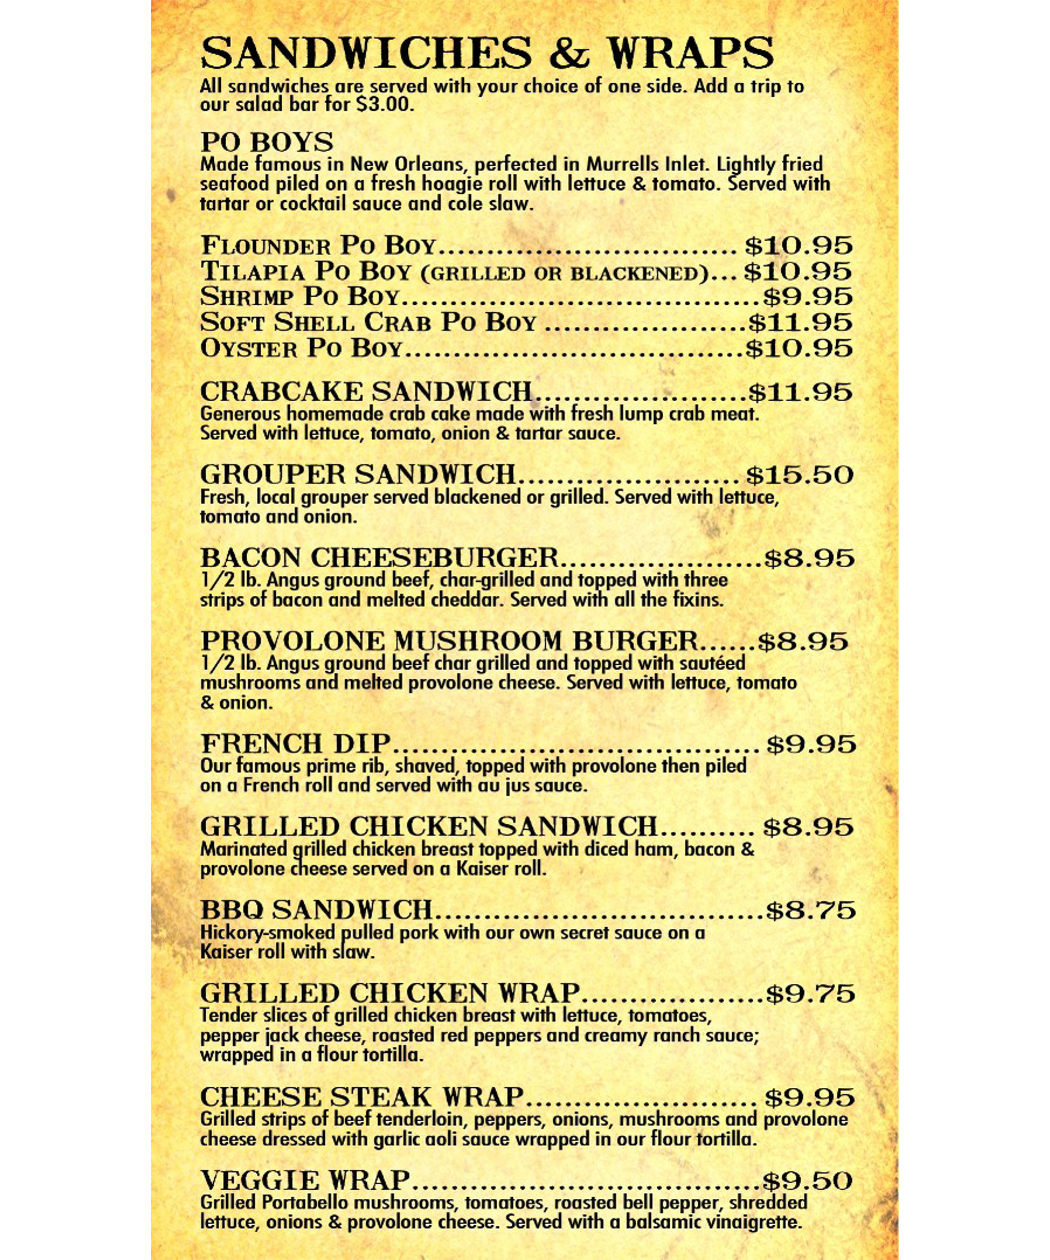 SANDWICHES & WRAPS
All sandwiches are served with your choice of one side. Add a trip to
our salad bar for $3.00.
PO BOYS
Made famous in New Orleans, perfected in Murrells Inlet. Lightly fried
seafood piled on a fresh hoagie roll with lettuce & tomato. Served with
tartar or cocktail sauce and cole slaw.
Flounder Po Boy............................... $10.95
Tilapia Po Boy (grilled or blackened)... $10.95
Shrimp Po Boy.....................................$9.95
Soft Shell Crab Po Boy .....................$11.95
Oyster Po Boy...................................$10.95
CRABCAKE SANDWICH......................$11.95
Generous homemade crab cake made with fresh lump crab meat.
Served with lettuce, tomato, onion & tartar sauce.
GROUPER SANDWICH....................... $15.50
Fresh, local grouper served blackened or grilled. Served with lettuce,
tomato and onion.
BACON CHEESEBURGER.....................$8.95
1/2 lb. Angus ground beef, char-grilled and topped with three
strips of bacon and melted cheddar. Served with all the fixins.
PROVOLONE MUSHROOM BURGER......$8.95
1/2 lb. Angus ground beef char grilled and topped with sautéed
mushrooms and melted provolone cheese. Served with lettuce, tomato
& onion.
FRENCH DIP...................................... $9.95
Our famous prime rib, shaved, topped with provolone then piled
on a French roll and served with au jus sauce.
GRILLED CHICKEN SANDWICH.......... $8.95
Marinated grilled chicken breast topped with diced ham, bacon &
provolone cheese served on a Kaiser roll.
BBQ SANDWICH..................................$8.75
Hickory-smoked pulled pork with our own secret sauce on a
Kaiser roll with slaw.
GRILLED CHICKEN WRAP...................$9.75
Tender slices of grilled chicken breast with lettuce, tomatoes,
pepper jack cheese, roasted red peppers and creamy ranch sauce;
wrapped in a flour tortilla.
CHEESE STEAK WRAP........................ $9.95
Grilled strips of beef tenderloin, peppers, onions, mushrooms and provolone
cheese dressed with garlic aoli sauce wrapped in our flour tortilla.
VEGGIE WRAP....................................$9.50
Grilled Portabello mushrooms, tomatoes, roasted bell pepper, shredded
lettuce, onions & provolone cheese. Served with a balsamic vinaigrette.